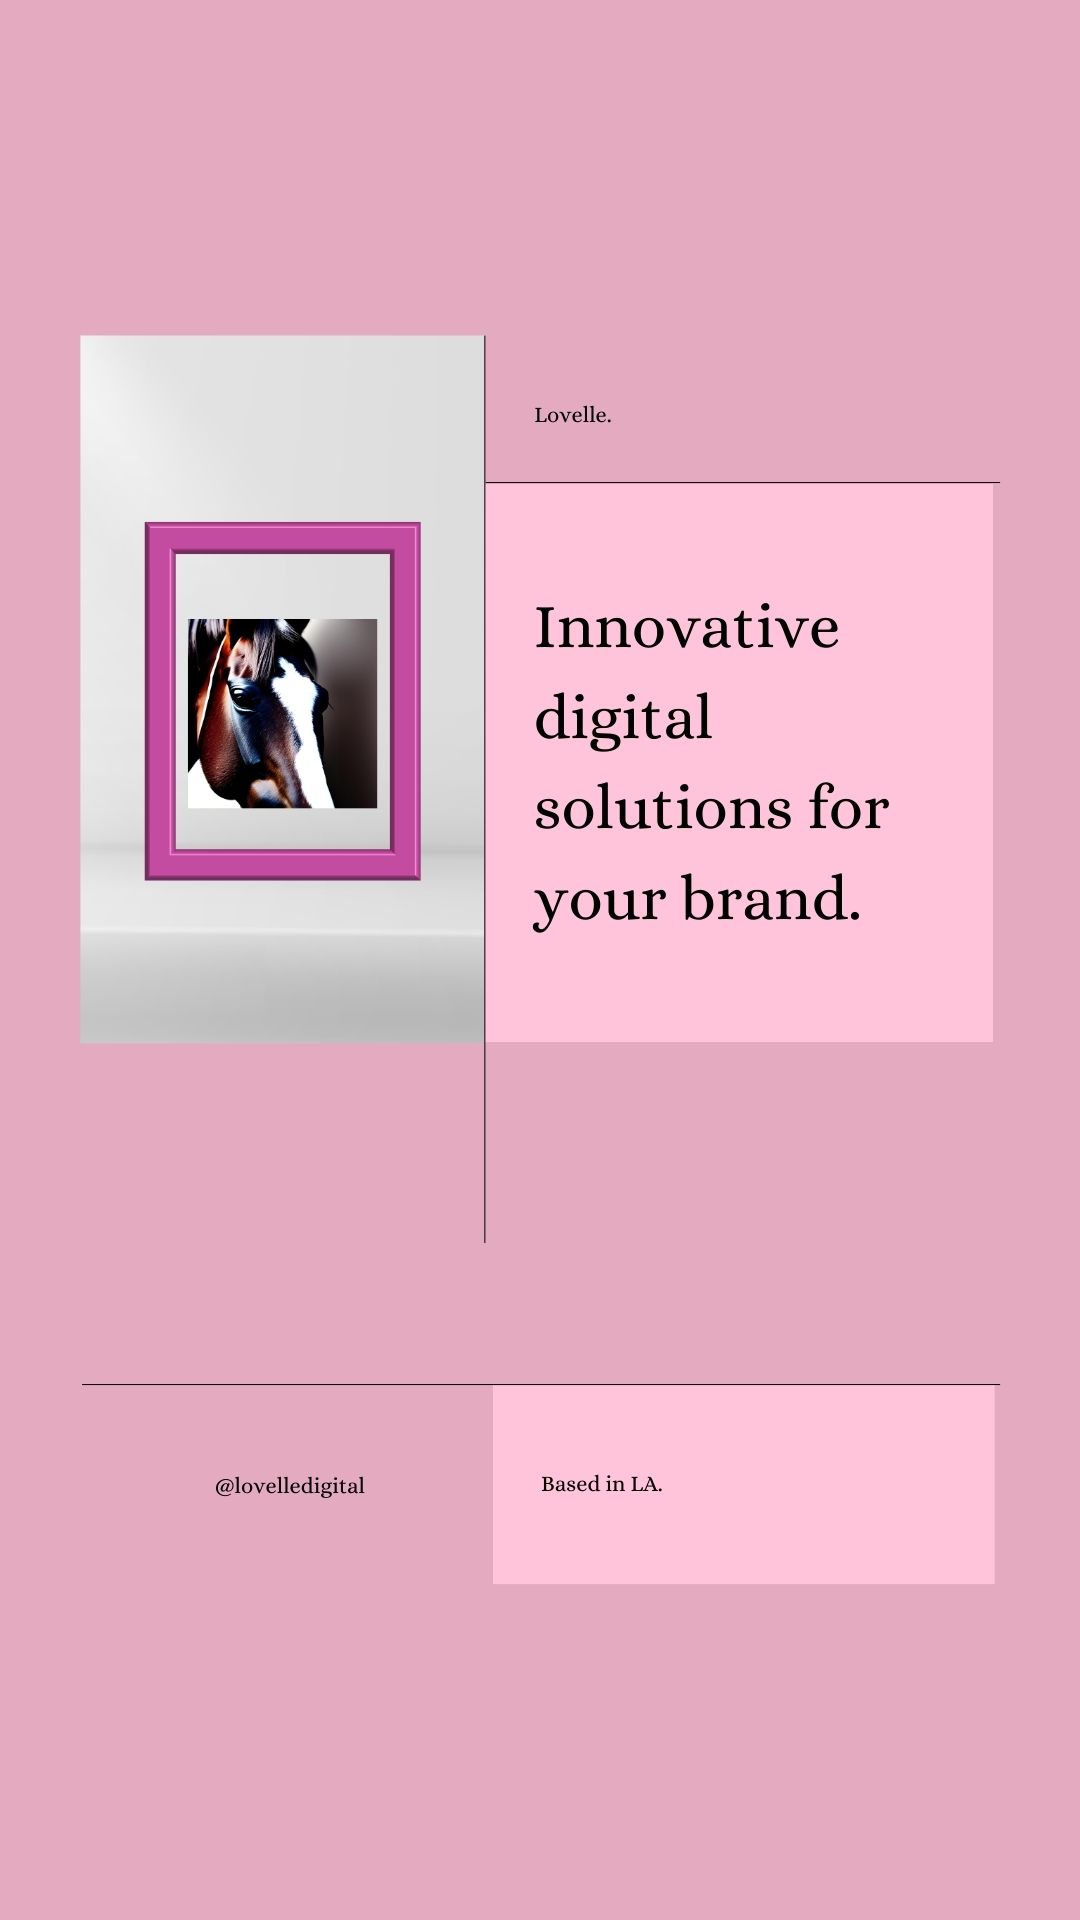 Lovelle.
Innovative
digital
solutions for
your brand.
@lovelledigital
Based in LA.